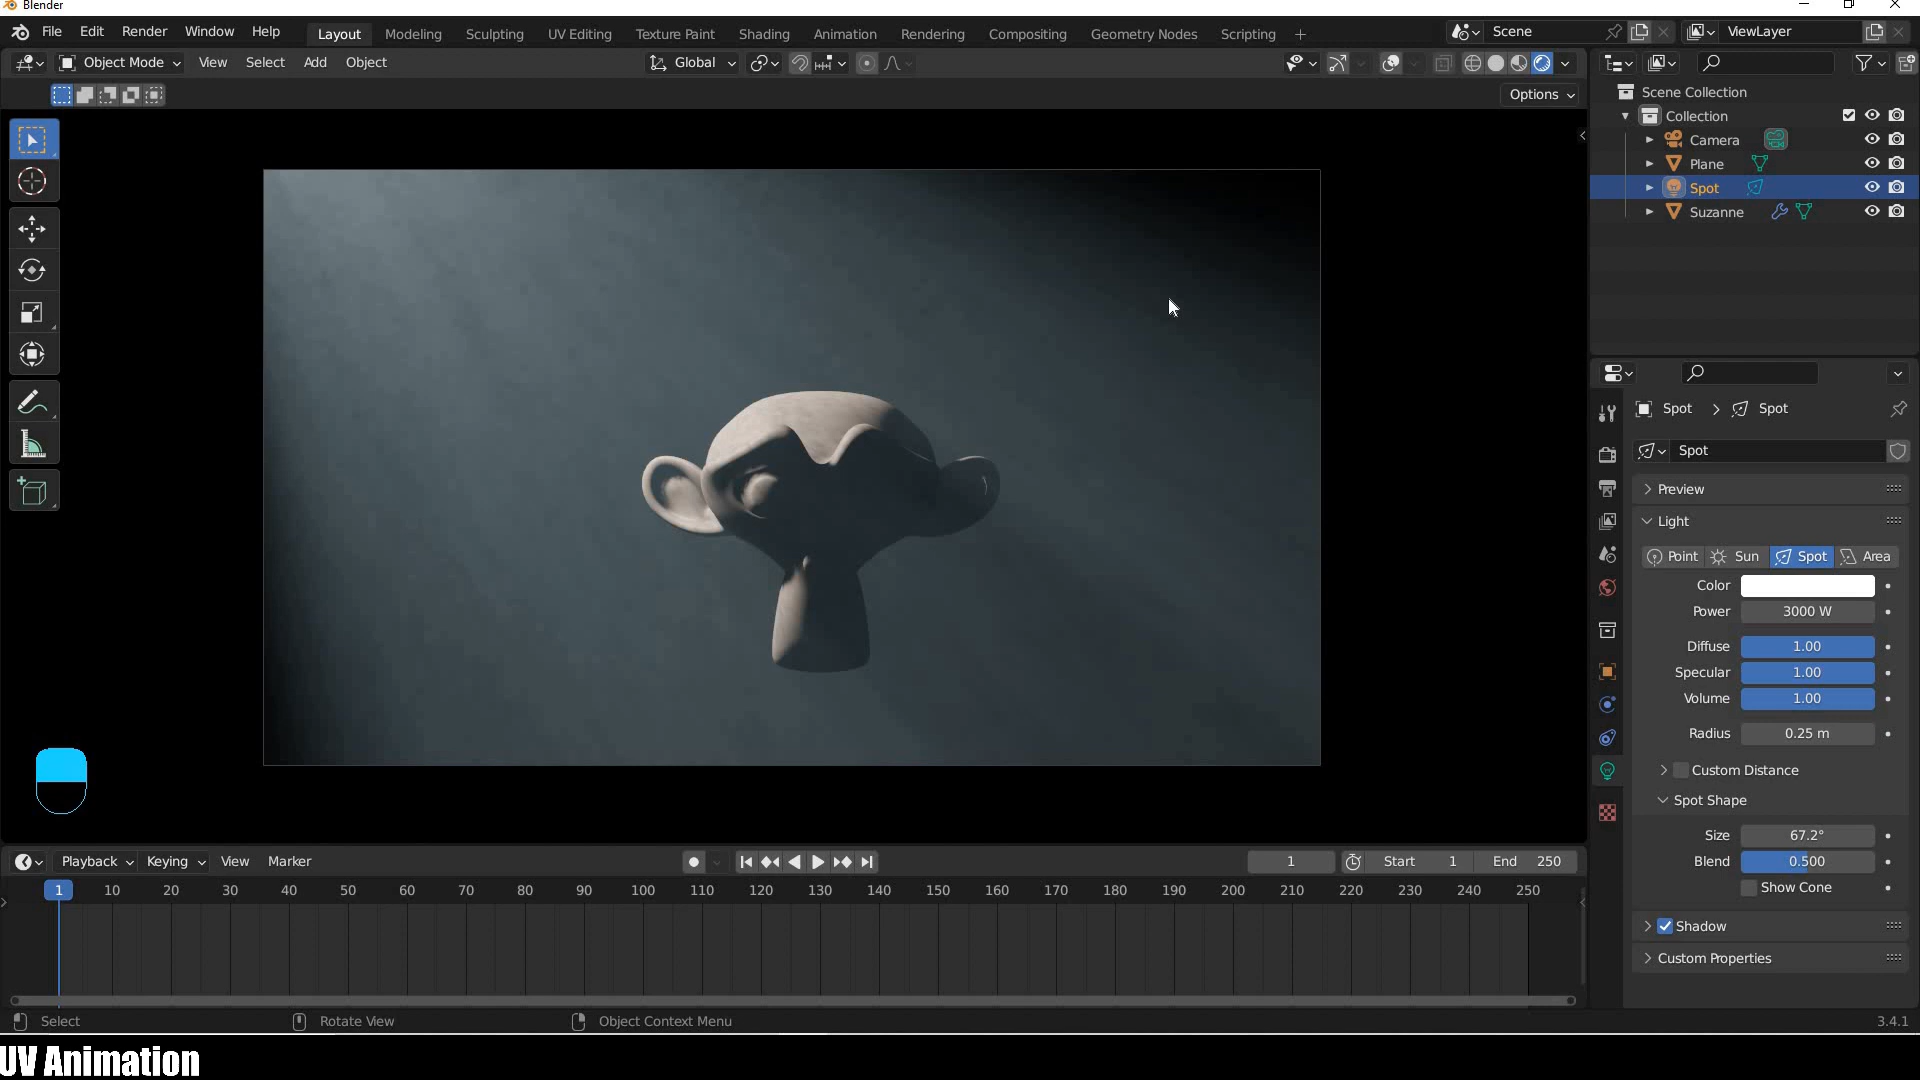 Blender
File Edit Render Window Help
Layout Modeling Sculpting UV Editing Texture Paint Shading Animation Rendering Compositing Geometry Nodes Scripting +
Scene
ViewLayer
Object Mode View Select Add Object
Global
Options
Scene Collection
Collection
Camera
Plane
Spot
Suzanne
Spot > Spot
Spot
Preview
Light
Point Sun Spot Area
Color
Power 3000 W
Diffuse 1.00
Specular 1.00
Volume 1.00
Radius 0.25 m
Custom Distance
Spot Shape
Size 67.2°
Blend 0.500
Show Cone
Shadow
Custom Properties
Playback Keying View Marker
1 Start 1 End 250
1 10 20 30 40 50 60 70 80 90 100 110 120 130 140 150 160 170 180 190 200 210 220 230 240 250
Select Rotate View Object Context Menu 3.4.1
UV Animation